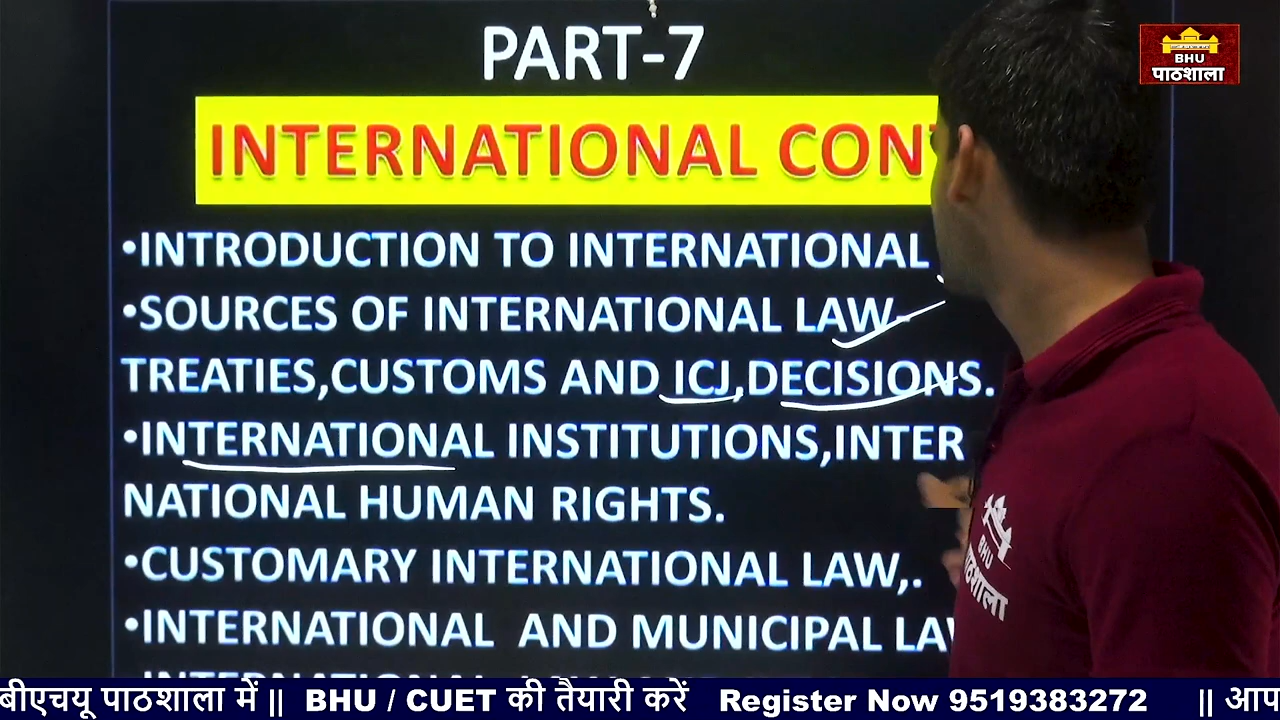 PART-7
INTERNATIONAL CON
BHU
पाठशाला
•INTRODUCTION TO INTERNATIONAL
•SOURCES OF INTERNATIONAL LAW-
TREATIES,CUSTOMS AND ICJ,DECISIONS.
•INTERNATIONAL INSTITUTIONS,INTER
NATIONAL HUMAN RIGHTS.
•CUSTOMARY INTERNATIONAL LAW,.
•INTERNATIONAL  AND MUNICIPAL LAW
BHU
पाठशाला
बीएचयू पाठशाला में || BHU / CUET की तैयारी करें Register Now 9519383272 || आप